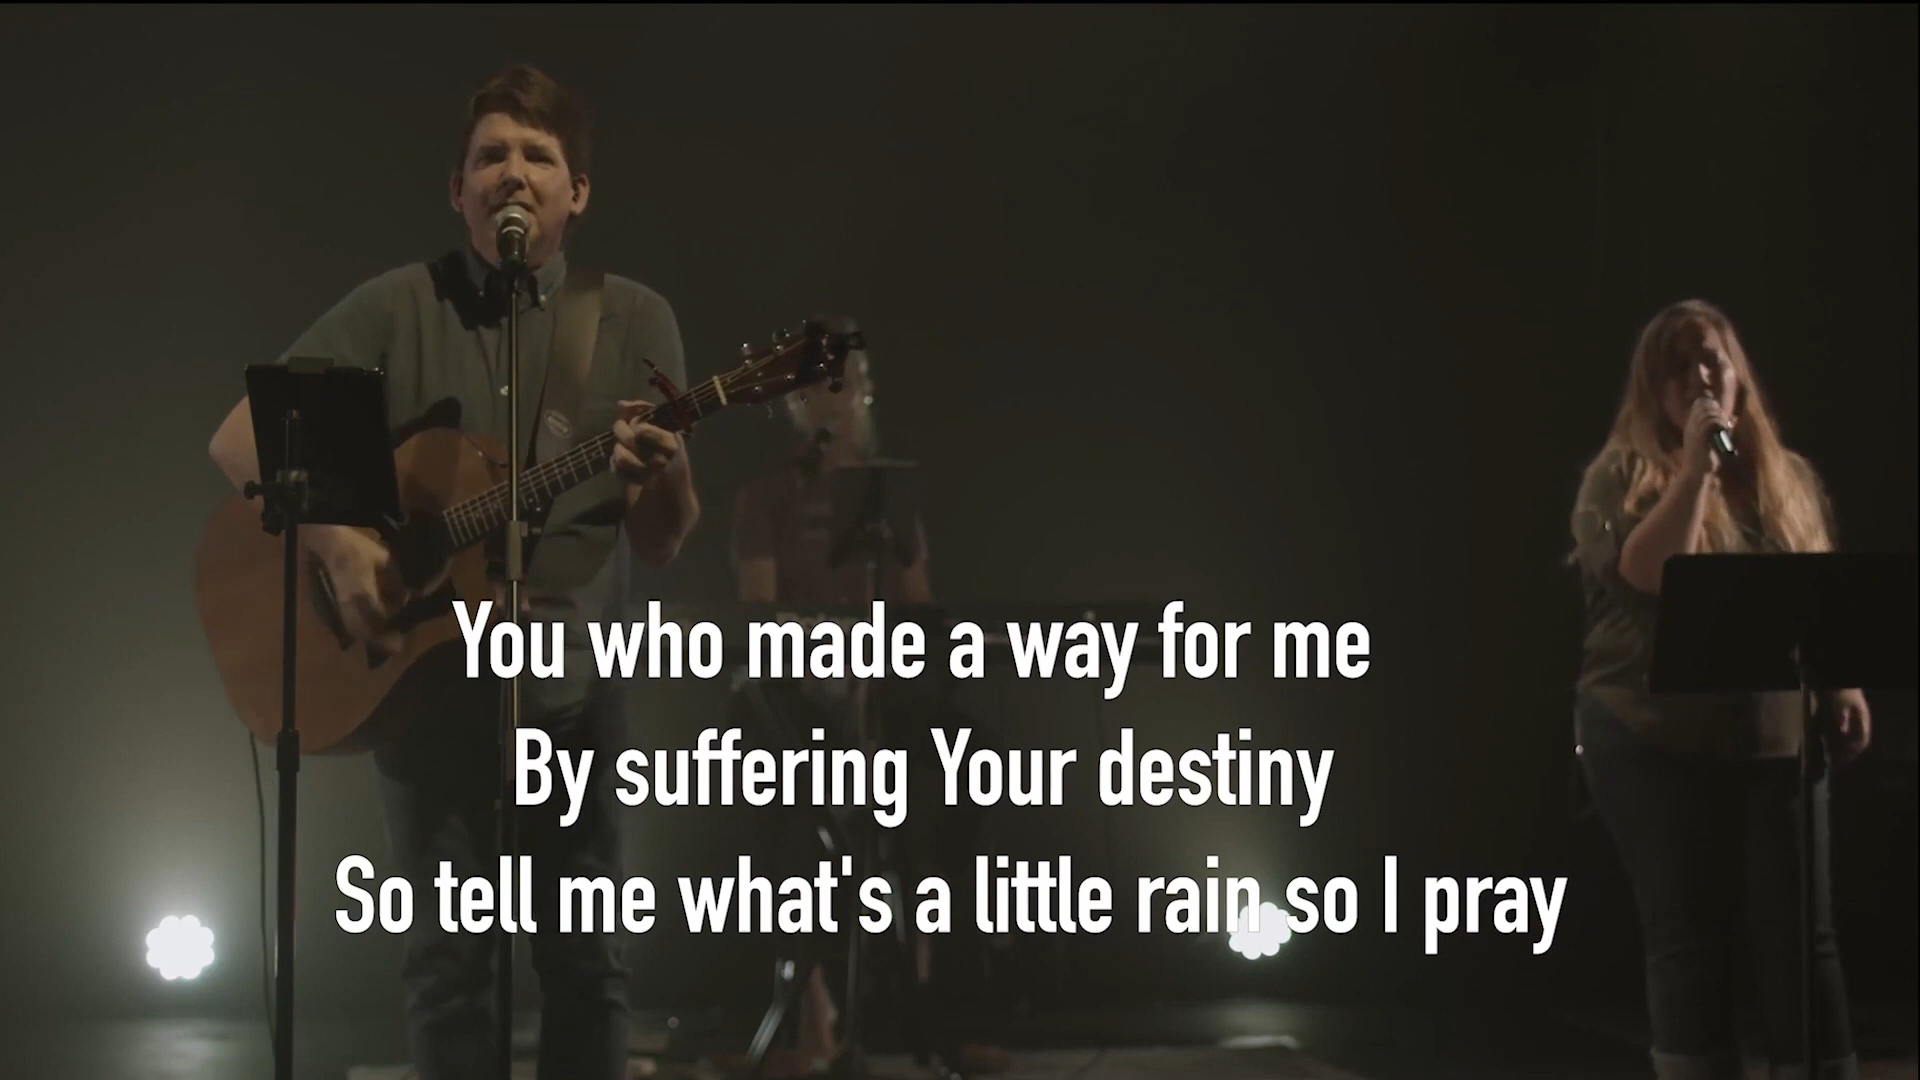 You who made a way for me
By suffering Your destiny
So tell me what's a little rain so I pray